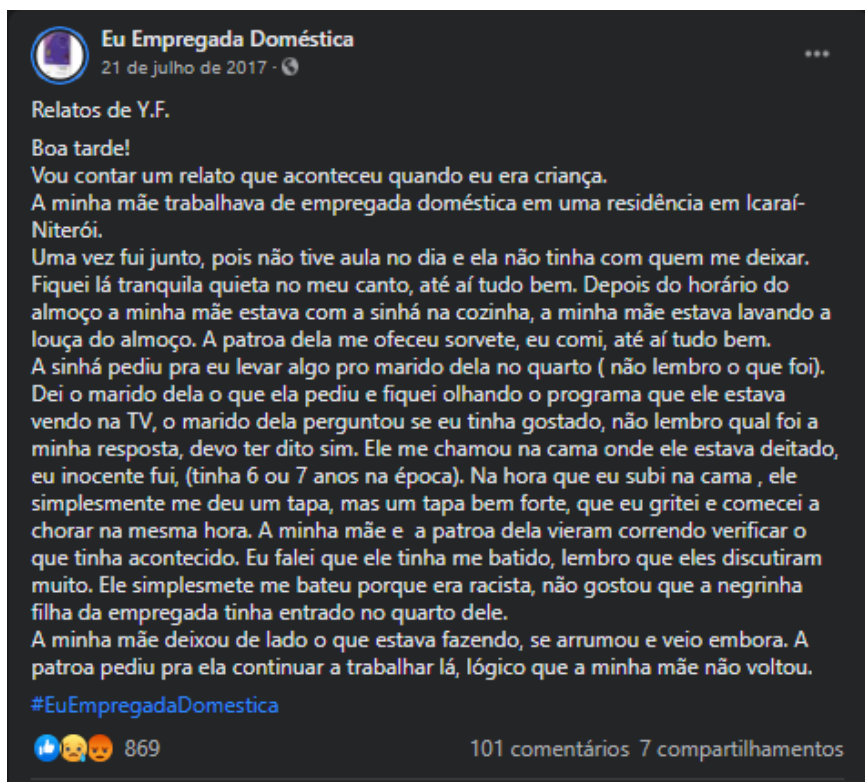 Eu Empregada Doméstica
21 de julho de 2017 ·
Relatos de Y.F.
Boa tarde!
Vou contar um relato que aconteceu quando eu era criança.
A minha mãe trabalhava de empregada doméstica em uma residência em Icaraí-
Niterói.
Uma vez fui junto, pois não tive aula no dia e ela não tinha com quem me deixar.
Fiquei lá tranquila quieta no meu canto, até aí tudo bem. Depois do horário do
almoço a minha mãe estava com a sinhá na cozinha, a minha mãe estava lavando a
louça do almoço. A patroa dela me ofeceu sorvete, eu comi, até aí tudo bem.
A sinhá pediu pra eu levar algo pro marido dela no quarto ( não lembro o que foi).
Dei o marido dela o que ela pediu e fiquei olhando o programa que ele estava
vendo na TV, o marido dela perguntou se eu tinha gostado, não lembro qual foi a
minha resposta, devo ter dito sim. Ele me chamou na cama onde ele estava deitado,
eu inocente fui, (tinha 6 ou 7 anos na época). Na hora que eu subi na cama , ele
simplesmente me deu um tapa, mas um tapa bem forte, que eu gritei e comecei a
chorar na mesma hora. A minha mãe e  a patroa dela vieram correndo verificar o
que tinha acontecido. Eu falei que ele tinha me batido, lembro que eles discutiram
muito. Ele simplesmete me bateu porque era racista, não gostou que a negrinha
filha da empregada tinha entrado no quarto dele.
A minha mãe deixou de lado o que estava fazendo, se arrumou e veio embora. A
patroa pediu pra ela continuar a trabalhar lá, lógico que a minha mãe não voltou.
#EuEmpregadaDomestica
869 101 comentários 7 compartilhamentos